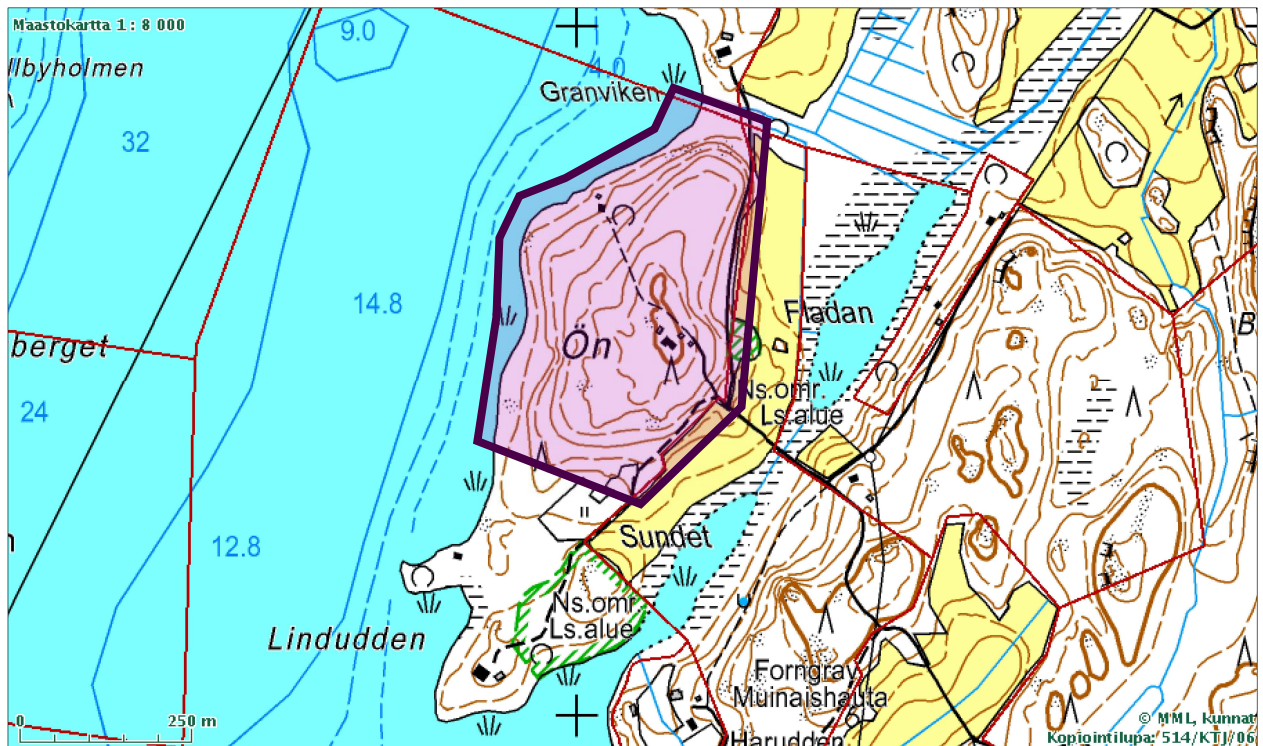 Maastokartta 1 : 8 000
9.0
llbyholmen
4.0
Granviken
32
14.8
Fladan
Ön
berget
B
Ns.omr.
Ls.alue
24
Sundet
12.8
Ns.omr.
Ls.alue
Lindudden
Forngrav
Muinaishauta
0
250 m
© MML, kunnat
Harudden
Kopiointilupa: 514/KTJ/06